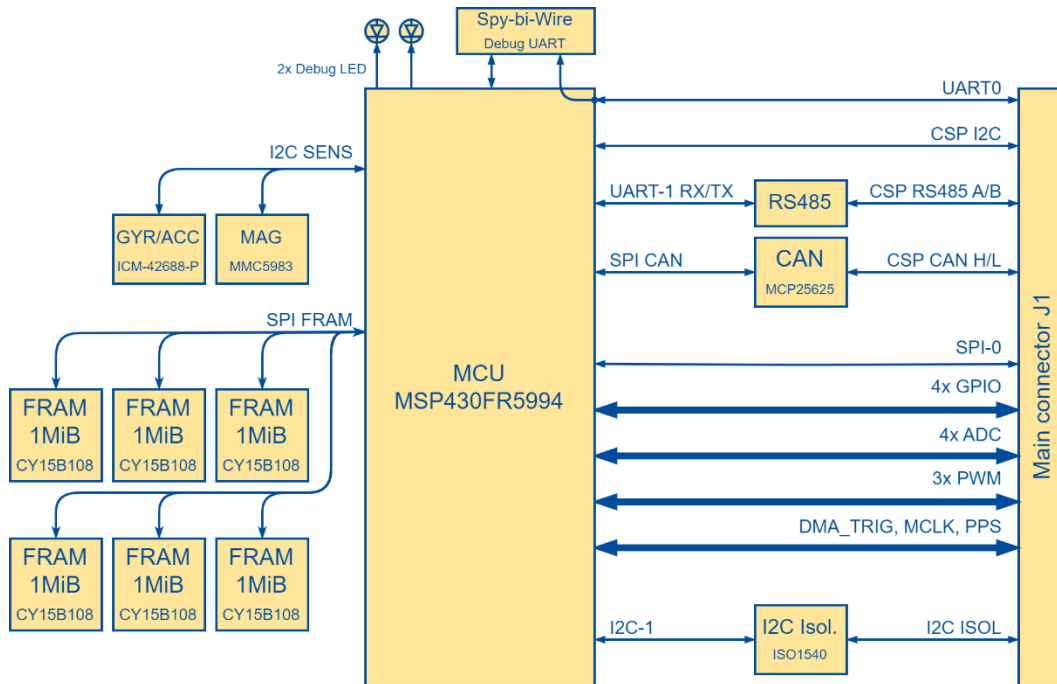 Spy-bi-Wire
Debug UART
2x Debug LED
UART0
CSP I2C
I2C SENS
UART-1 RX/TX
RS485
CSP RS485 A/B
GYR/ACC
ICM-42688-P
MAG
MMC5983
SPI CAN
CAN
MCP25625
CSP CAN H/L
SPI FRAM
MCU
MSP430FR5994
SPI-0
4x GPIO
4x ADC
3x PWM
DMA_TRIG, MCLK, PPS
Main connector J1
FRAM
1MiB
CY15B108
FRAM
1MiB
CY15B108
FRAM
1MiB
CY15B108
FRAM
1MiB
CY15B108
FRAM
1MiB
CY15B108
FRAM
1MiB
CY15B108
I2C-1
I2C Isol.
ISO1540
I2C ISOL